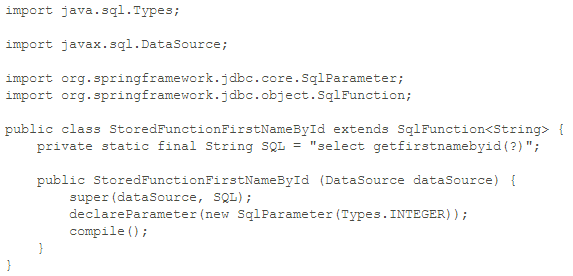 import java.sql.Types;
import javax.sql.DataSource;
import org.springframework.jdbc.core.SqlParameter;
import org.springframework.jdbc.object.SqlFunction;
public class StoredFunctionFirstNameById extends SqlFunction<String> {
    private static final String SQL = "select getfirstnamebyid(?)";
    public StoredFunctionFirstNameById (DataSource dataSource) {
        super(dataSource, SQL);
        declareParameter(new SqlParameter(Types.INTEGER));
        compile();
    }
}